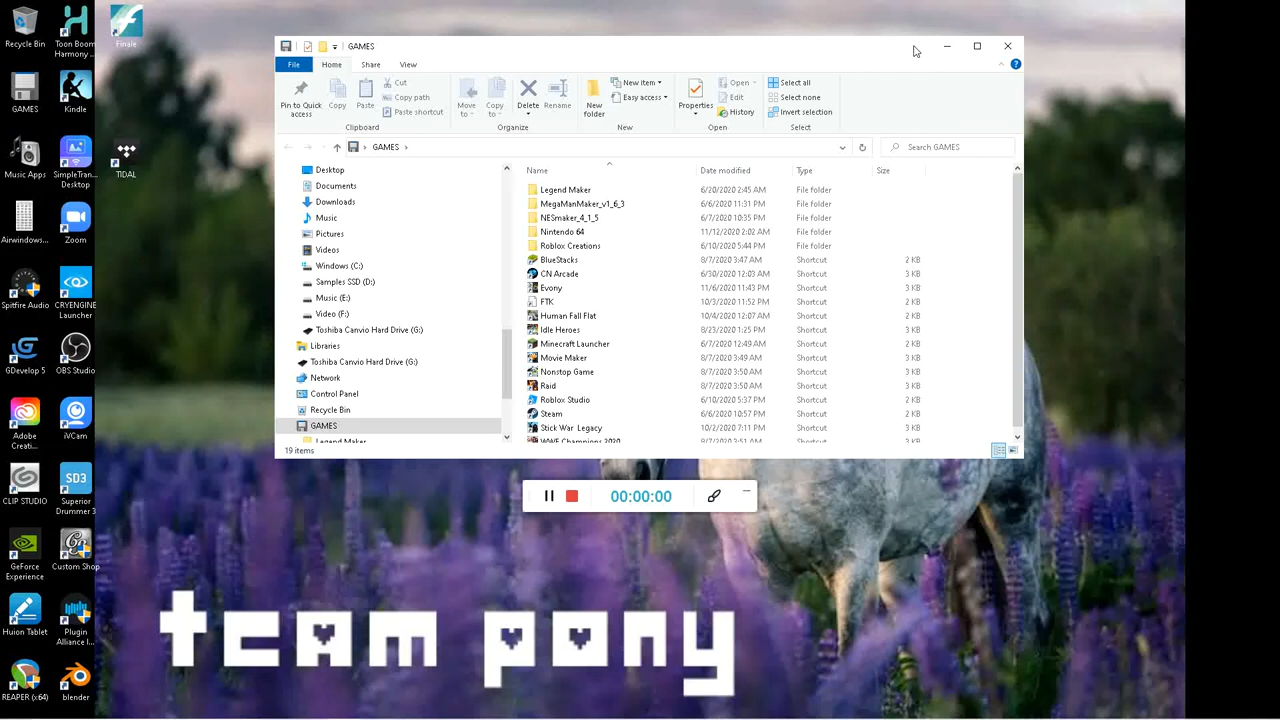 Recycle Bin
Toon Boom
Harmony ...
Finale
GAMES
Kindle
Music Apps
SimpleTran...
Desktop
TIDAL
Airwindows...
Zoom
Spitfire Audio
CRYENGINE
Launcher
GDevelop 5
OBS Studio
Adobe
Creati...
iVCam
CLIP STUDIO
SD3
Superior
Drummer 3
GeForce
Experience
Custom Shop
Huion Tablet
Plugin
Alliance I...
REAPER (x64)
blender
GAMES
File
Home
Share
View
Pin to Quick
access
Copy
Paste
Cut
Copy path
Paste shortcut
Clipboard
Move
to
Copy
to
Delete
Rename
Organize
New
folder
New item
Easy access
New
Properties
Open
Edit
History
Open
Select all
Select none
Invert selection
Select
GAMES
Search GAMES
Desktop
Documents
Downloads
Music
Pictures
Videos
Windows (C:)
Samples SSD (D:)
Music (E:)
Video (F:)
Toshiba Canvio Hard Drive (G:)
Libraries
Toshiba Canvio Hard Drive (G:)
Network
Control Panel
Recycle Bin
GAMES
Legend Maker
Name Date modified Type Size
Legend Maker 6/20/2020 2:45 AM File folder
MegaManMaker_v1_6_3 6/6/2020 11:31 PM File folder
NESmaker_4_1_5 6/7/2020 10:35 PM File folder
Nintendo 64 11/12/2020 2:02 AM File folder
Roblox Creations 6/10/2020 5:44 PM File folder
BlueStacks 8/7/2020 3:47 AM Shortcut 2 KB
CN Arcade 6/30/2020 12:03 AM Shortcut 3 KB
Evony 11/6/2020 11:43 PM Shortcut 3 KB
FTK 10/3/2020 11:52 PM Shortcut 2 KB
Human Fall Flat 10/4/2020 12:07 AM Shortcut 3 KB
Idle Heroes 8/23/2020 1:25 PM Shortcut 3 KB
Minecraft Launcher 6/7/2020 12:49 AM Shortcut 2 KB
Movie Maker 8/7/2020 3:49 AM Shortcut 3 KB
Nonstop Game 8/7/2020 3:50 AM Shortcut 3 KB
Raid 8/7/2020 3:50 AM Shortcut 3 KB
Roblox Studio 6/10/2020 5:37 PM Shortcut 2 KB
Steam 6/6/2020 10:57 PM Shortcut 2 KB
Stick War Legacy 10/2/2020 7:11 PM Shortcut 3 KB
WWE Champions 2020 8/7/2020 3:51 AM Shortcut 3 KB
19 items
00:00:00
team pony